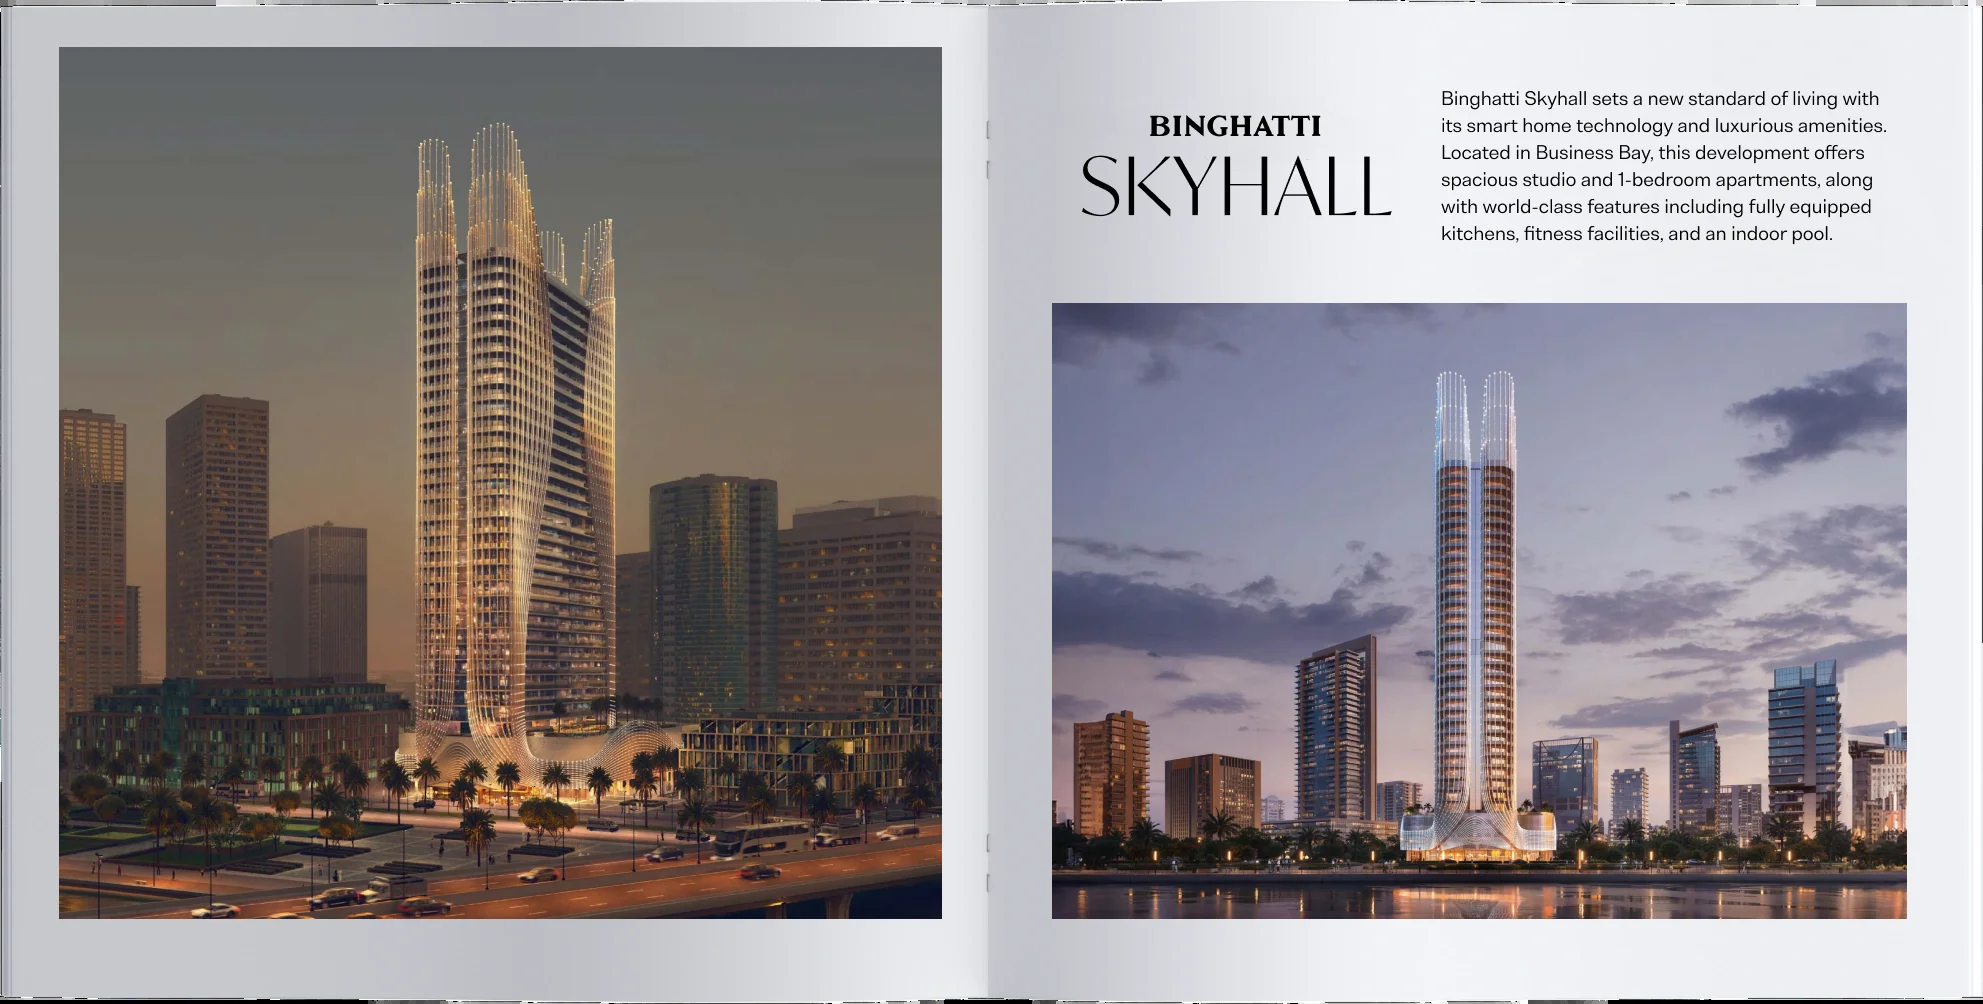 BINGHATTI
SKYHALL
Binghatti Skyhall sets a new standard of living with
its smart home technology and luxurious amenities.
Located in Business Bay, this development offers
spacious studio and 1-bedroom apartments, along
with world-class features including fully equipped
kitchens, fitness facilities, and an indoor pool.